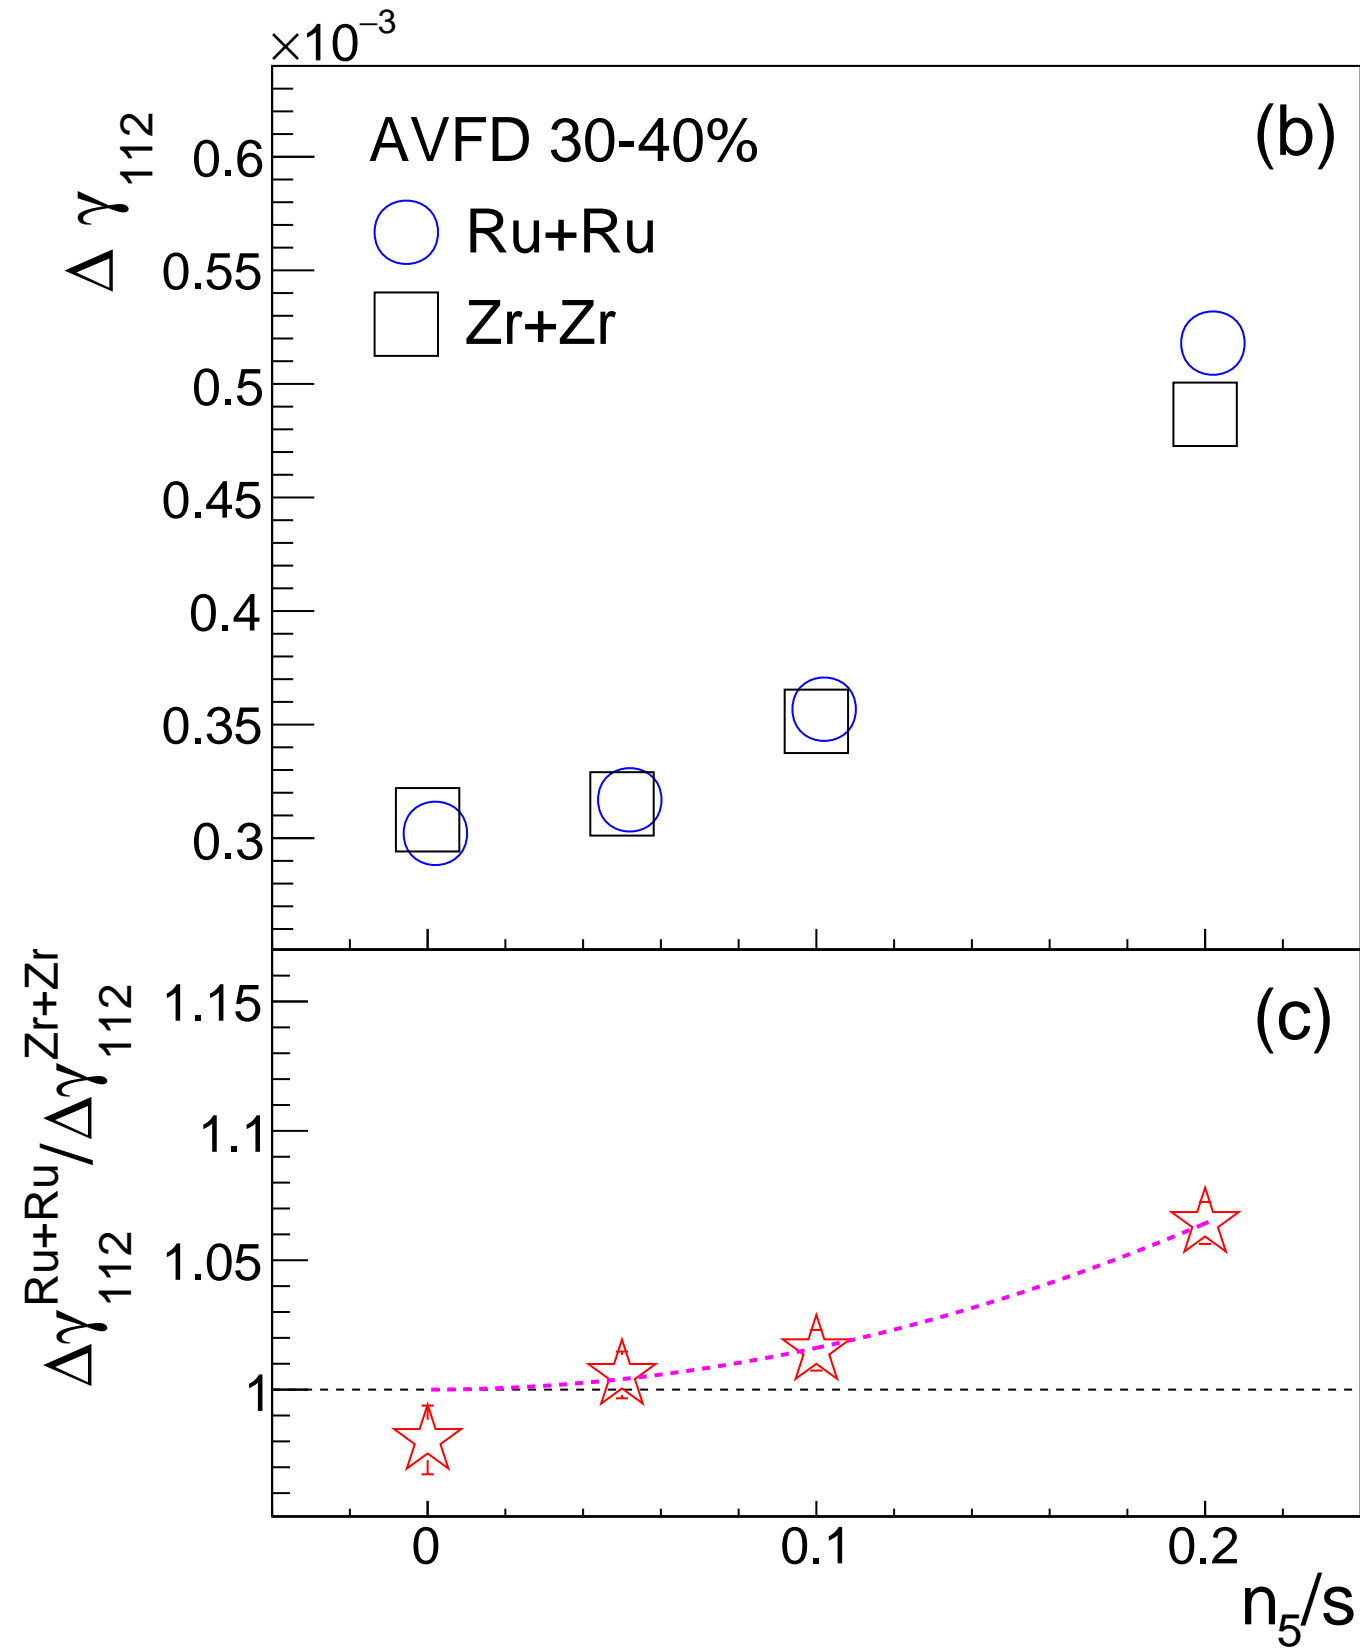 ×10⁻³
Δ γ₁₁₂
0.6
0.55
0.5
0.45
0.4
0.35
0.3
AVFD 30-40%
Ru+Ru
Zr+Zr
(b)
Δγ₁₁₂^Ru+Ru/Δγ₁₁₂^Zr+Zr
1.15
1.1
1.05
1
(c)
0
0.1
0.2
n₅/s